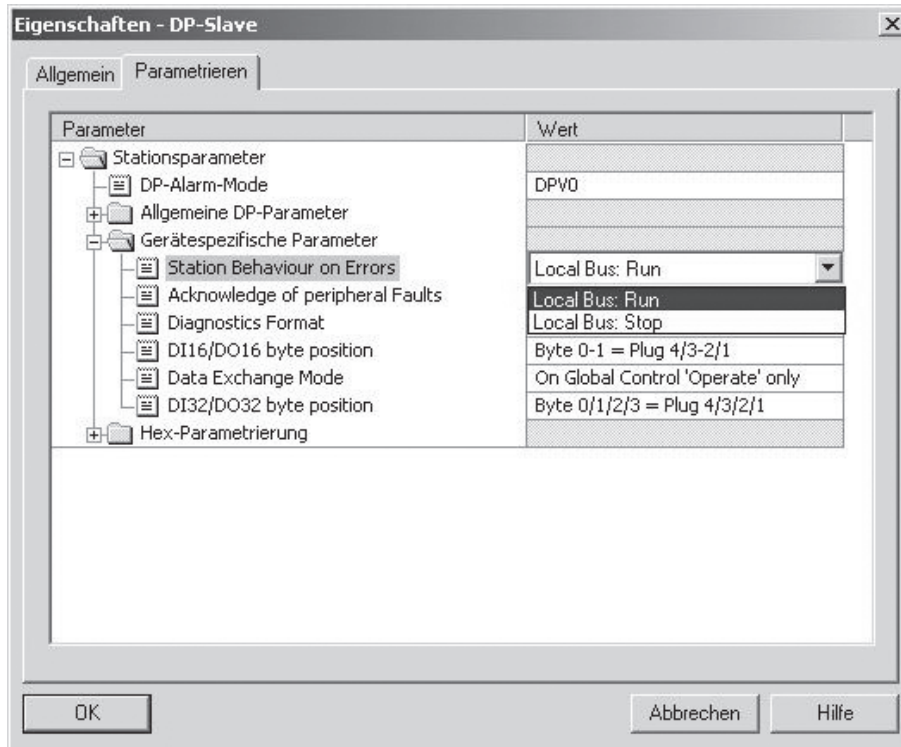 Eigenschaften - DP-Slave
Allgemein Parametrieren
Parameter Wert
Stationsparameter
DP-Alarm-Mode DPV0
Allgemeine DP-Parameter
Gerätespezifische Parameter
Station Behaviour on Errors Local Bus: Run
Acknowledge of peripheral Faults Local Bus: Run
Diagnostics Format Local Bus: Stop
DI16/DO16 byte position Byte 0-1 = Plug 4/3-2/1
Data Exchange Mode On Global Control 'Operate' only
DI32/DO32 byte position Byte 0/1/2/3 = Plug 4/3/2/1
Hex-Parametrierung
OK Abbrechen Hilfe